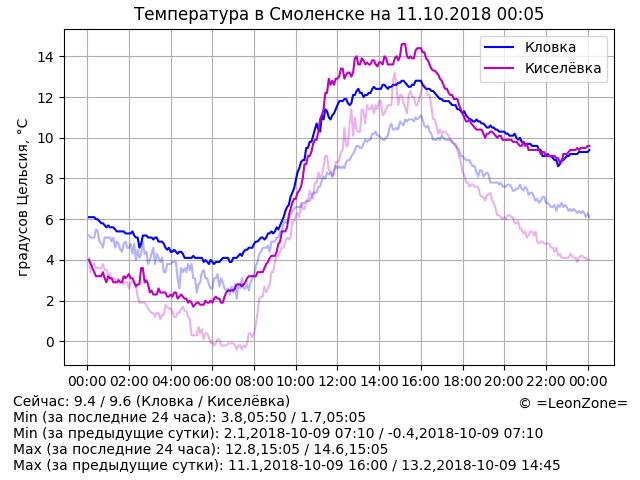 Температура в Смоленске на 11.10.2018 00:05
градусов Цельсия, °C
14
12
10
8
6
4
2
0
Кловка
Киселёвка
00:00 02:00 04:00 06:00 08:00 10:00 12:00 14:00 16:00 18:00 20:00 22:00 00:00
Сейчас: 9.4 / 9.6 (Кловка / Киселёвка)
© =LeonZone=
Min (за последние 24 часа): 3.8,05:50 / 1.7,05:05
Min (за предыдущие сутки): 2.1,2018-10-09 07:10 / -0.4,2018-10-09 07:10
Max (за последние 24 часа): 12.8,15:05 / 14.6,15:05
Max (за предыдущие сутки): 11.1,2018-10-09 16:00 / 13.2,2018-10-09 14:45